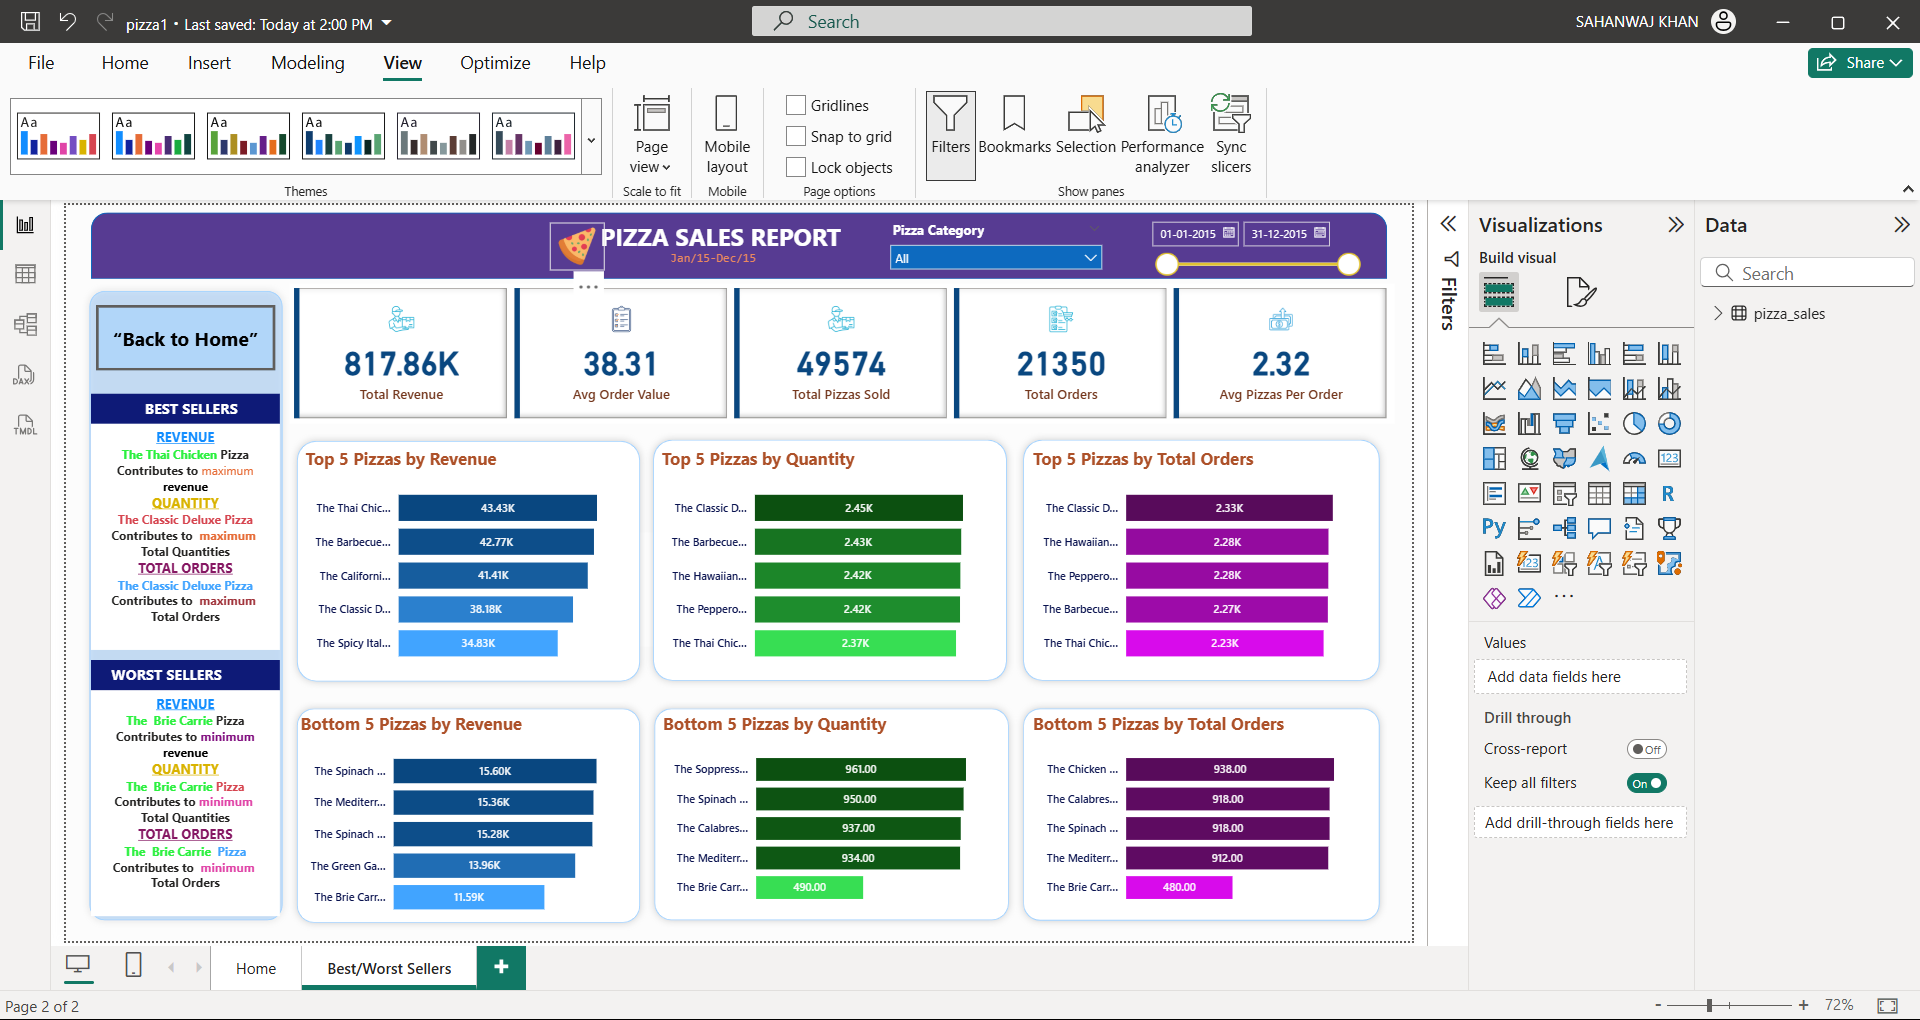 pizza1 • Last saved: Today at 2:00 PM
Search
SAHANWAJ KHAN
File
Home
Insert
Modeling
View
Optimize
Help
Share
Aa
Aa
Aa
Aa
Aa
Aa
Themes
Page view
Scale to fit
Mobile layout
Mobile
Gridlines
Snap to grid
Lock objects
Page options
Filters
Bookmarks
Selection
Performance analyzer
Sync slicers
Show panes
DAX
TMDL
PIZZA SALES REPORT
Jan/15-Dec/15
Pizza Category
All
01-01-2015
31-12-2015
“Back to Home”
BEST SELLERS
REVENUE
The Thai Chicken Pizza
Contributes to maximum
revenue
QUANTITY
The Classic Deluxe Pizza
Contributes to maximum
Total Quantities
TOTAL ORDERS
The Classic Deluxe Pizza
Contributes to maximum
Total Orders
WORST SELLERS
REVENUE
The Brie Carrie Pizza
Contributes to minimum
revenue
QUANTITY
The Brie Carrie Pizza
Contributes to minimum
Total Quantities
TOTAL ORDERS
The Brie Carrie Pizza
Contributes to minimum
Total Orders
817.86K
Total Revenue
38.31
Avg Order Value
49574
Total Pizzas Sold
21350
Total Orders
2.32
Avg Pizzas Per Order
Top 5 Pizzas by Revenue
The Thai Chic... 43.43K
The Barbecue... 42.77K
The Californi... 41.41K
The Classic D... 38.18K
The Spicy Ital... 34.83K
Top 5 Pizzas by Quantity
The Classic D... 2.45K
The Barbecue... 2.43K
The Hawaiian... 2.42K
The Peppero... 2.42K
The Thai Chic... 2.37K
Top 5 Pizzas by Total Orders
The Classic D... 2.33K
The Hawaiian... 2.28K
The Peppero... 2.28K
The Barbecue... 2.27K
The Thai Chic... 2.23K
Bottom 5 Pizzas by Revenue
The Spinach ... 15.60K
The Mediterr... 15.36K
The Spinach ... 15.28K
The Green Ga... 13.96K
The Brie Carr... 11.59K
Bottom 5 Pizzas by Quantity
The Soppress... 961.00
The Spinach ... 950.00
The Calabres... 937.00
The Mediterr... 934.00
The Brie Carr... 490.00
Bottom 5 Pizzas by Total Orders
The Chicken ... 938.00
The Calabres... 918.00
The Spinach ... 918.00
The Mediterr... 912.00
The Brie Carr... 480.00
Filters
Visualizations
Build visual
123
R
Py
123
Values
Add data fields here
Drill through
Cross-report
Off
Keep all filters
On
Add drill-through fields here
Data
Search
pizza_sales
Home
Best/Worst Sellers
+
Page 2 of 2
- + 72%